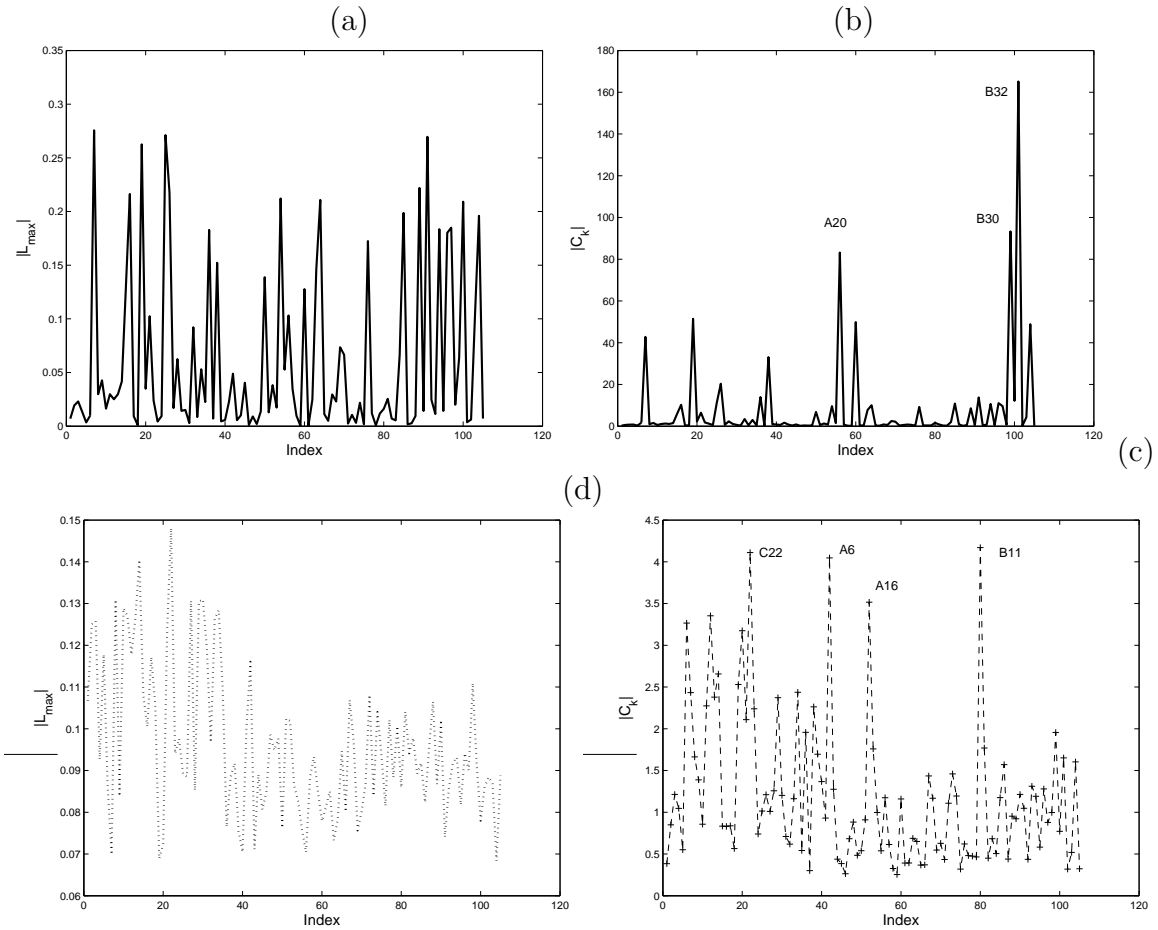 (a)
(b)
0.35
0.3
0.25
0.2
0.15
0.1
0.05
0
|L_max|
0 20 40 60 80 100 120
Index
180
160
140
120
100
80
60
40
20
0
|C_k|
B32
B30
A20
0 20 40 60 80 100 120
Index
(c)
(d)
0.15
0.14
0.13
0.12
0.11
0.1
0.09
0.08
0.07
0.06
|L_max|
0 20 40 60 80 100 120
Index
4.5
4
3.5
3
2.5
2
1.5
1
0.5
0
|C_k|
C22
A6
A16
B11
0 20 40 60 80 100 120
Index